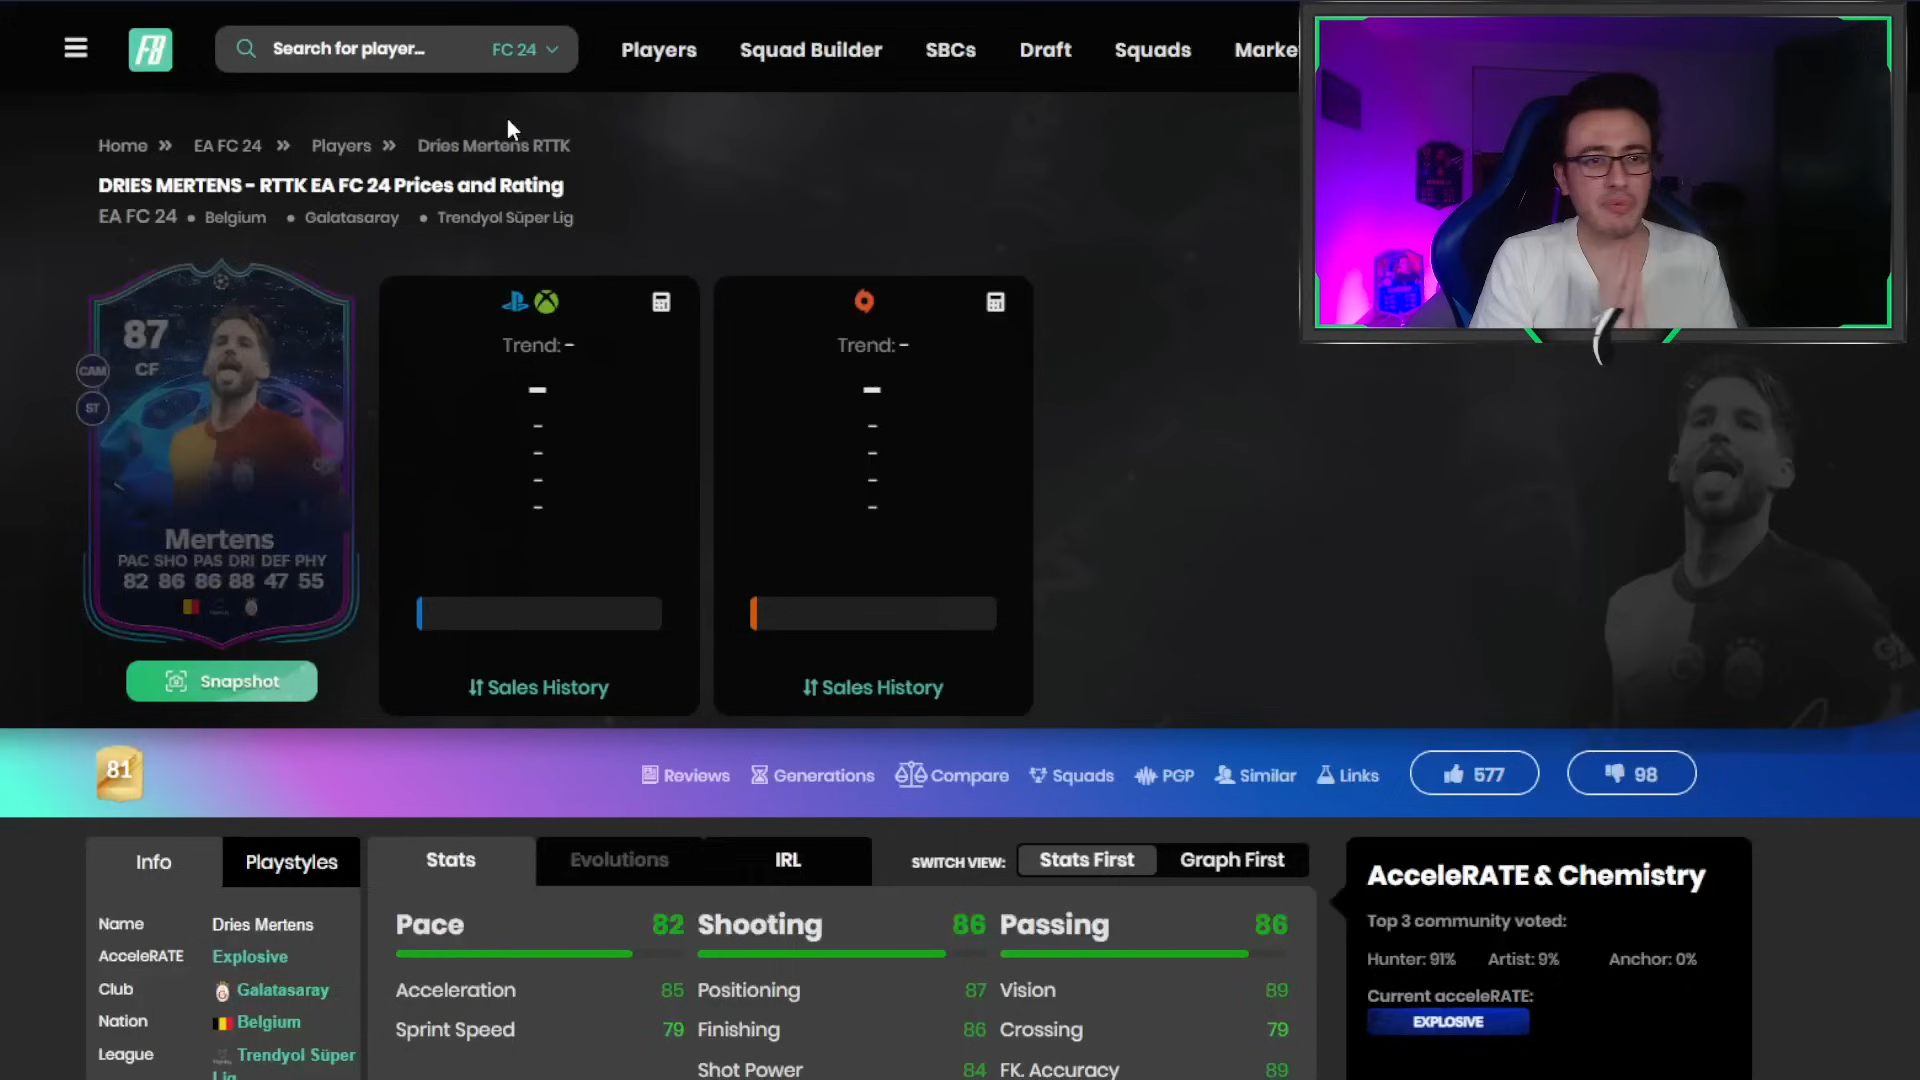 Search for player...
FC 24
Players
Squad Builder
SBCs
Draft
Squads
Marke
Home » EA FC 24 » Players » Dries Mertens RTTK
DRIES MERTENS - RTTK EA FC 24 Prices and Rating
EA FC 24 • Belgium • Galatasaray • Trendyol Süper Lig
87
CF
CAM
ST
Mertens
PAC SHO PAS DRI DEF PHY
82 86 86 88 47 55
Snapshot
Trend: -
-
-
-
-
-
Sales History
Trend: -
-
-
-
-
-
Sales History
81
Reviews
Generations
Compare
Squads
PGP
Similar
Links
577
98
Info
Playstyles
Stats
Evolutions
IRL
SWITCH VIEW:
Stats First
Graph First
Name Dries Mertens
AcceleRATE Explosive
Club Galatasaray
Nation Belgium
League Trendyol Süper
Lig
Pace 82
Acceleration 85
Sprint Speed 79
Shooting 86
Positioning 87
Finishing 86
Shot Power 84
Passing 86
Vision 89
Crossing 79
FK. Accuracy 89
AcceleRATE & Chemistry
Top 3 community voted:
Hunter: 91% Artist: 9% Anchor: 0%
Current acceleRATE:
EXPLOSIVE